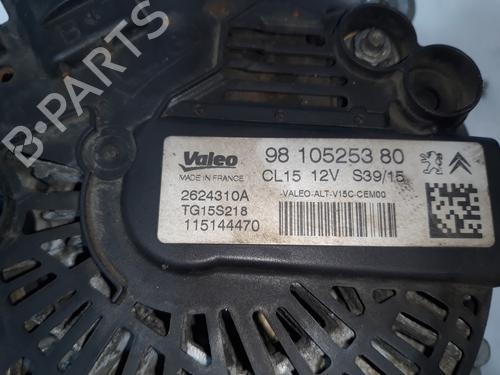 B-PARTS
Valeo
MADE IN FRANCE
98 105253 80
CL15 12V S39/15
-VALEO-ALT-V15C-CEM00
2624310A
TG15S218
115144470